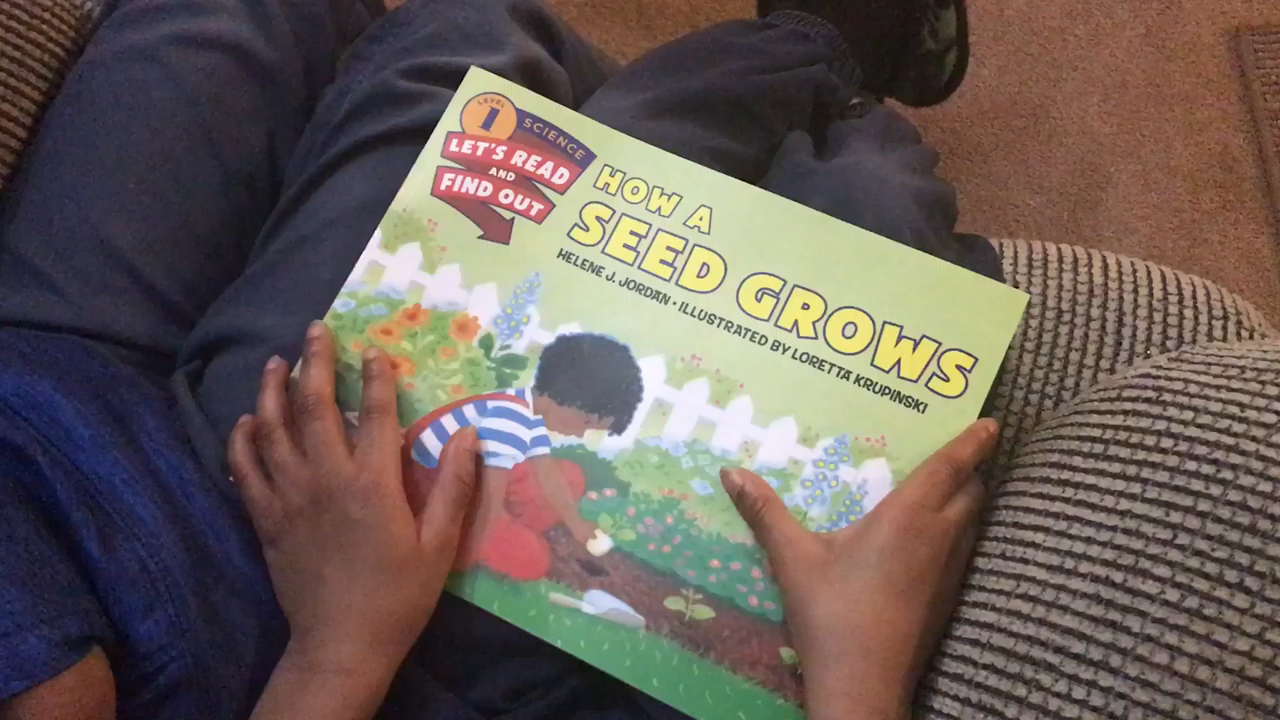 LEVEL
1
SCIENCE
LET'S READ
AND
FIND OUT
HOW A
SEED GROWS
HELENE J. JORDAN • ILLUSTRATED BY LORETTA KRUPINSKI